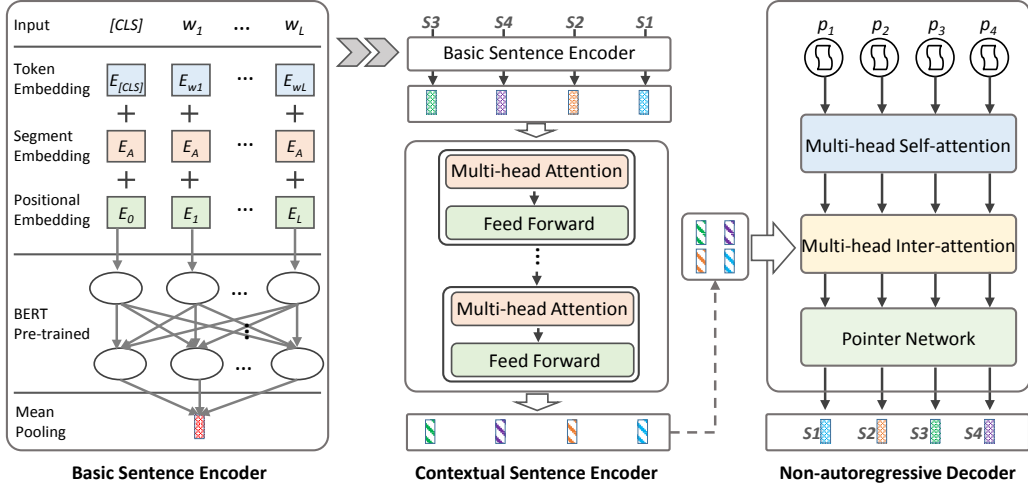 Input [CLS] w1 ... wL
Token
Embedding
E[CLS] Ew1 ... EwL
+ + +
Segment
Embedding
EA EA ... EA
+ + +
Positional
Embedding
E0 E1 ... EL
...
BERT
Pre-trained
...
...
Mean
Pooling
Basic Sentence Encoder
S3 S4 S2 S1
Basic Sentence Encoder
Multi-head Attention
Feed Forward
...
Multi-head Attention
Feed Forward
Contextual Sentence Encoder
p1 p2 p3 p4
Multi-head Self-attention
Multi-head Inter-attention
Pointer Network
S1 S2 S3 S4
Non-autoregressive Decoder